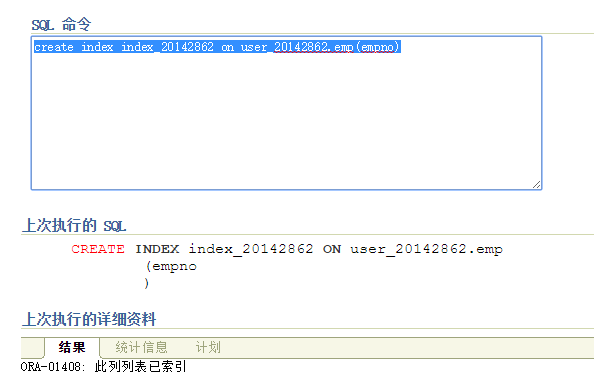 SQL 命令
create index index_20142862 on user_20142862.emp(empno)
上次执行的 SQL
CREATE INDEX index_20142862 ON user_20142862.emp
(empno
)
上次执行的详细资料
结果 统计信息 计划
ORA-01408: 此列列表已索引